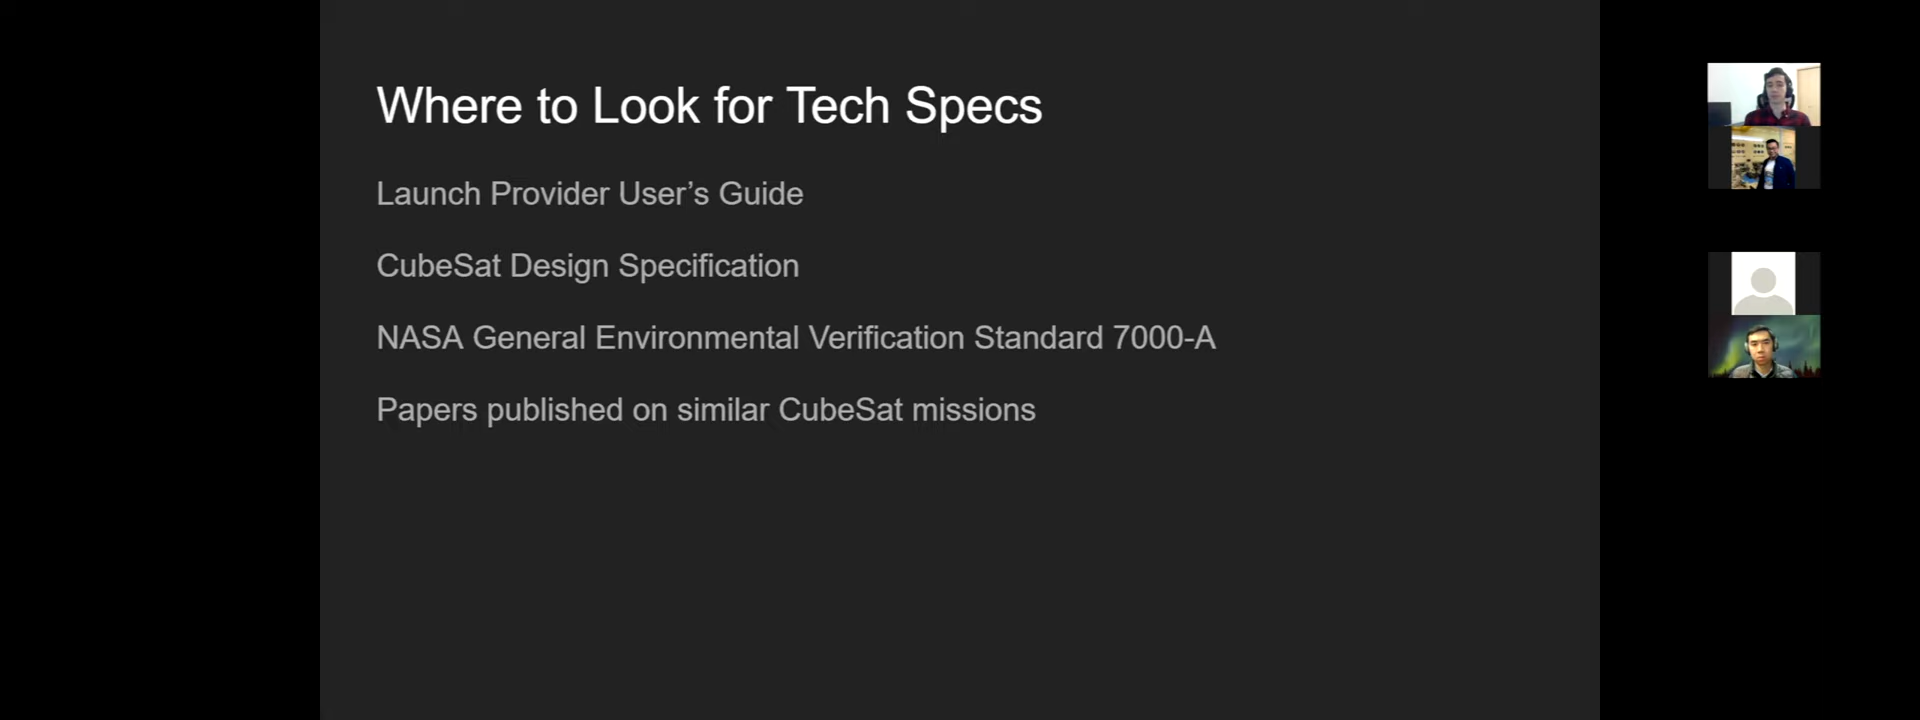 Where to Look for Tech Specs
Launch Provider User’s Guide
CubeSat Design Specification
NASA General Environmental Verification Standard 7000-A
Papers published on similar CubeSat missions